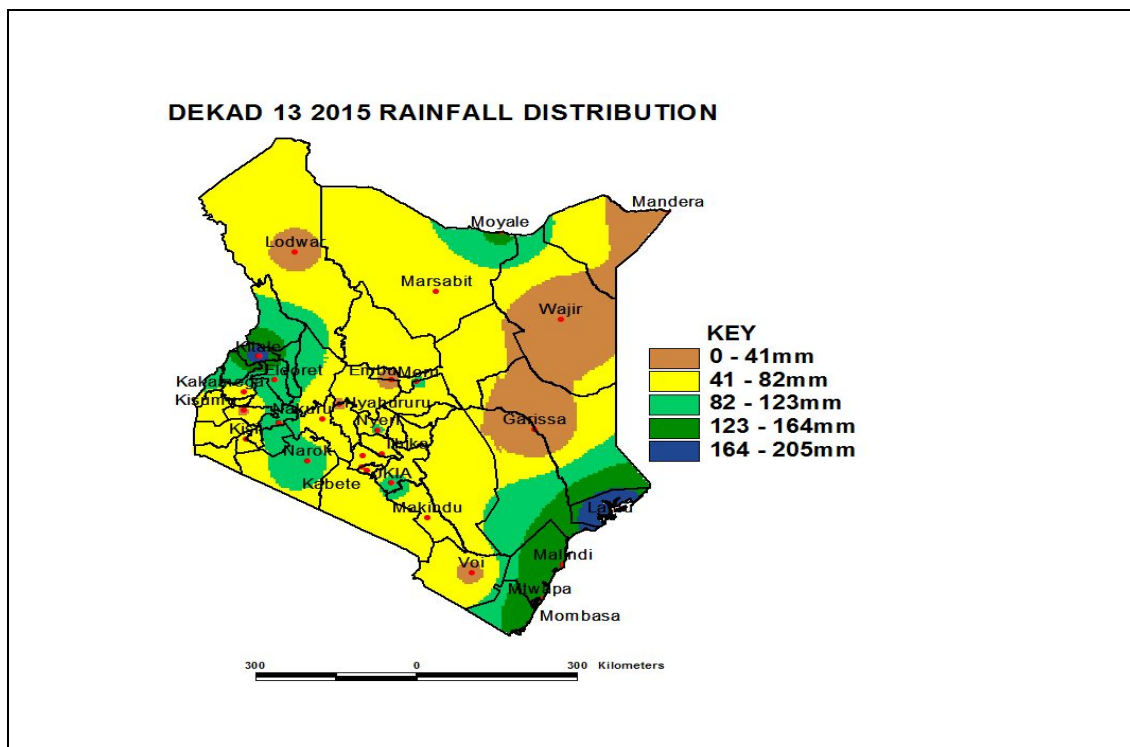 DEKAD 13 2015 RAINFALL DISTRIBUTION
Mandera
Moyale
Lodwar
Marsabit
Wajir
KEY
0 - 41mm
41 - 82mm
82 - 123mm
123 - 164mm
164 - 205mm
Kitale
Eldoret
Embu
Meru
Kakamega
Kisumu
Nyahururu
Nakuru
Nyeri
Garissa
Kisii
Thika
Narok
JKIA
Kabete
Makindu
Lamu
Malindi
Voi
Mtwapa
Mombasa
300 0 300 Kilometers